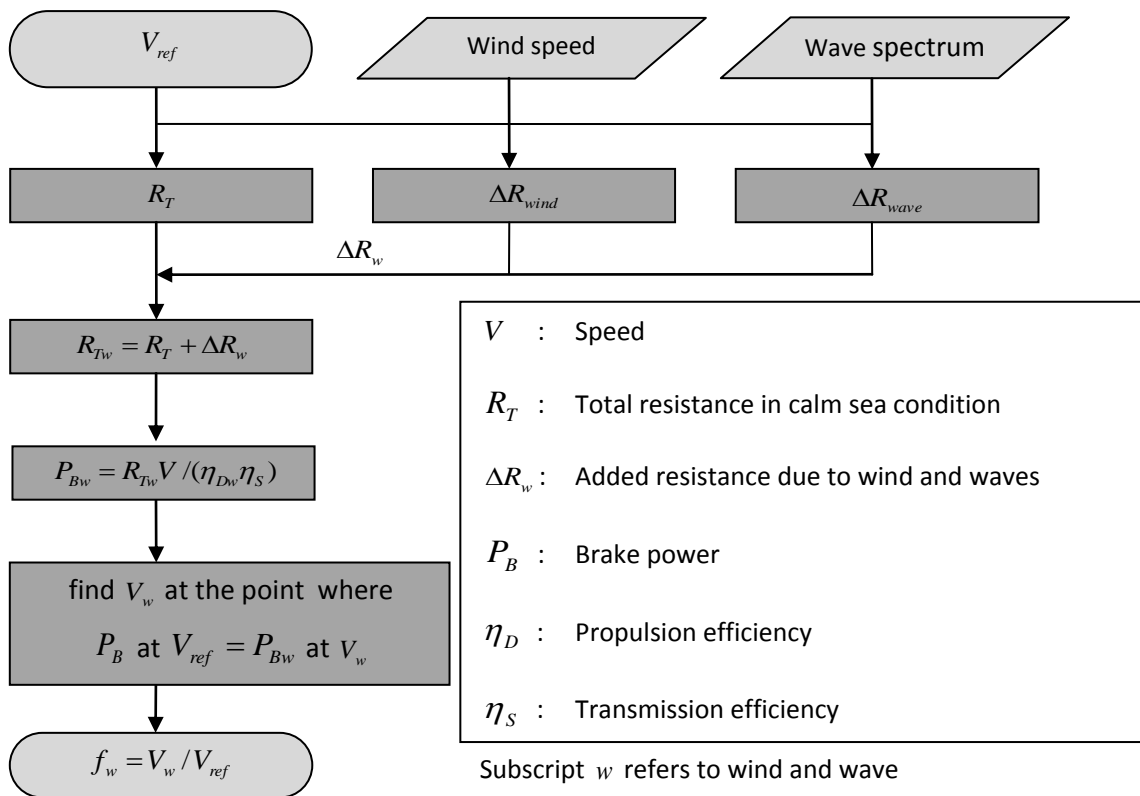 V_ref
Wind speed
Wave spectrum
R_T
ΔR_wind
ΔR_wave
ΔR_w
R_Tw = R_T + ΔR_w
P_Bw = R_Tw V /(η_Dw η_S)
find V_w at the point where
P_B at V_ref = P_Bw at V_w
f_w = V_w / V_ref
V : Speed
R_T : Total resistance in calm sea condition
ΔR_w : Added resistance due to wind and waves
P_B : Brake power
η_D : Propulsion efficiency
η_S : Transmission efficiency
Subscript w refers to wind and wave